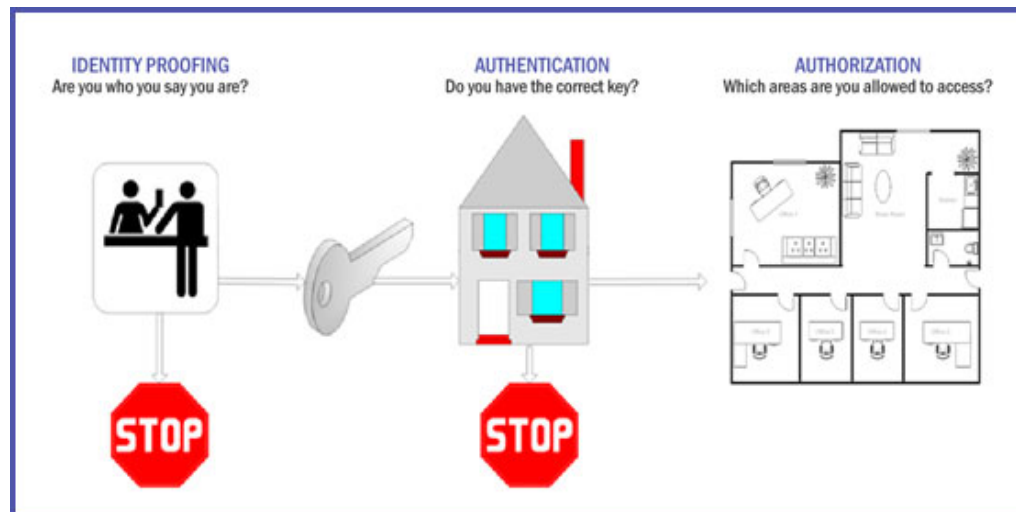 IDENTITY PROOFING
Are you who you say you are?
AUTHENTICATION
Do you have the correct key?
AUTHORIZATION
Which areas are you allowed to access?
STOP
STOP